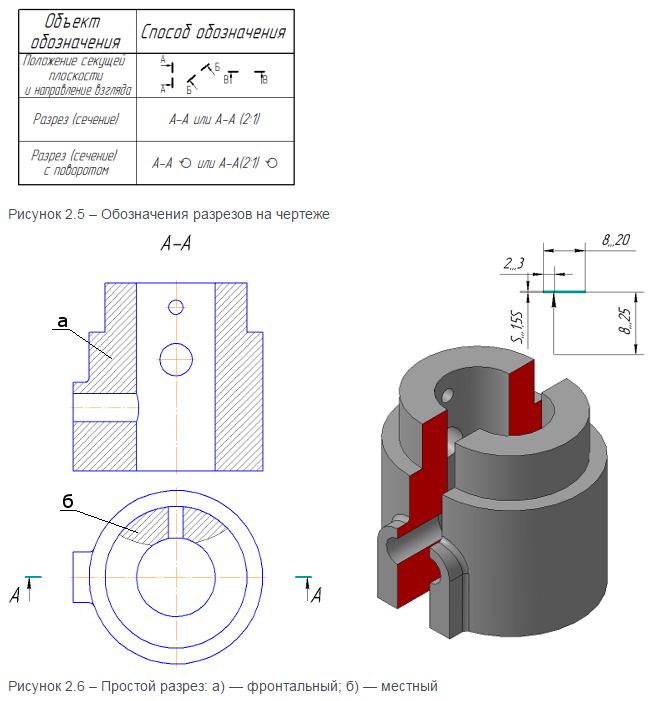 Объект обозначения
Способ обозначения
Положение секущей
плоскости
и направление взгляда
А
А
Б
Б
В
В
Разрез (сечение)
А-А или А-А (2:1)
Разрез (сечение)
с поворотом
А-А или А-А(2:1)
Рисунок 2.5 – Обозначения разрезов на чертеже
А-А
8...20
2...3
S...1,5S
8...25
а
б
А
А
Рисунок 2.6 – Простой разрез: а) — фронтальный; б) — местный